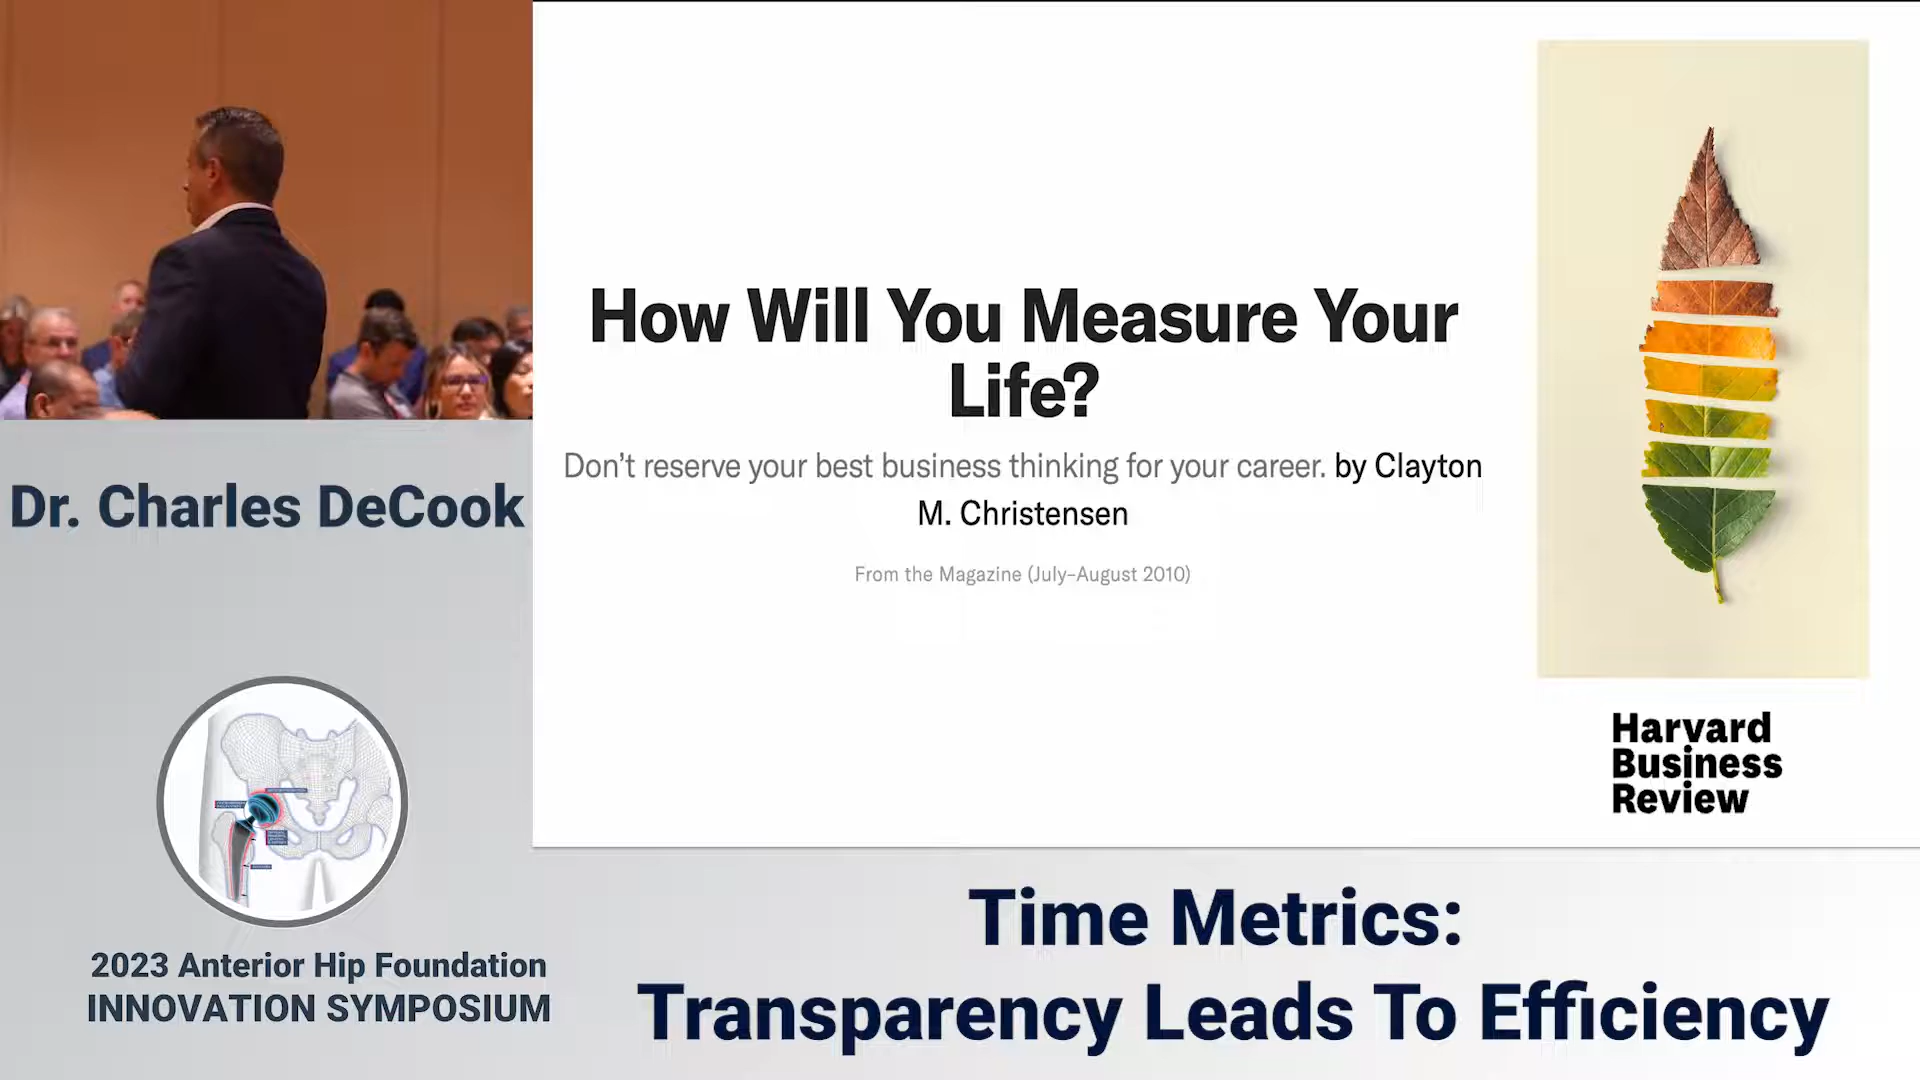 How Will You Measure Your
Life?
Don't reserve your best business thinking for your career. by Clayton
M. Christensen
From the Magazine (July–August 2010)
Harvard
Business
Review
Dr. Charles DeCook
2023 Anterior Hip Foundation
INNOVATION SYMPOSIUM
Time Metrics:
Transparency Leads To Efficiency